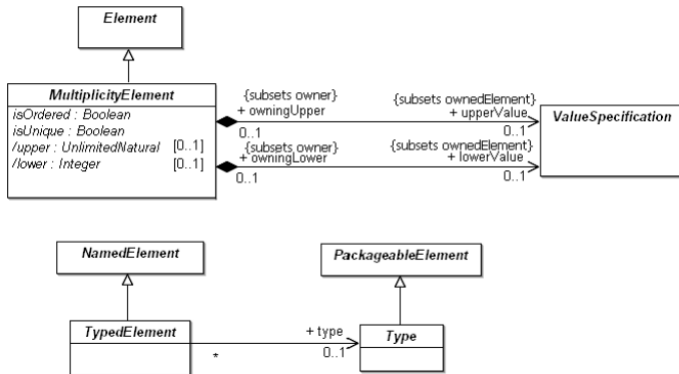 Element
MultiplicityElement
isOrdered : Boolean
isUnique : Boolean
/upper : UnlimitedNatural [0..1]
/lower : Integer [0..1]
{subsets owner}
+ owningUpper
0..1
{subsets ownedElement}
+ upperValue
0..1
{subsets owner}
+ owningLower
0..1
{subsets ownedElement}
+ lowerValue
0..1
ValueSpecification
NamedElement
PackageableElement
TypedElement
*
+ type
0..1
Type